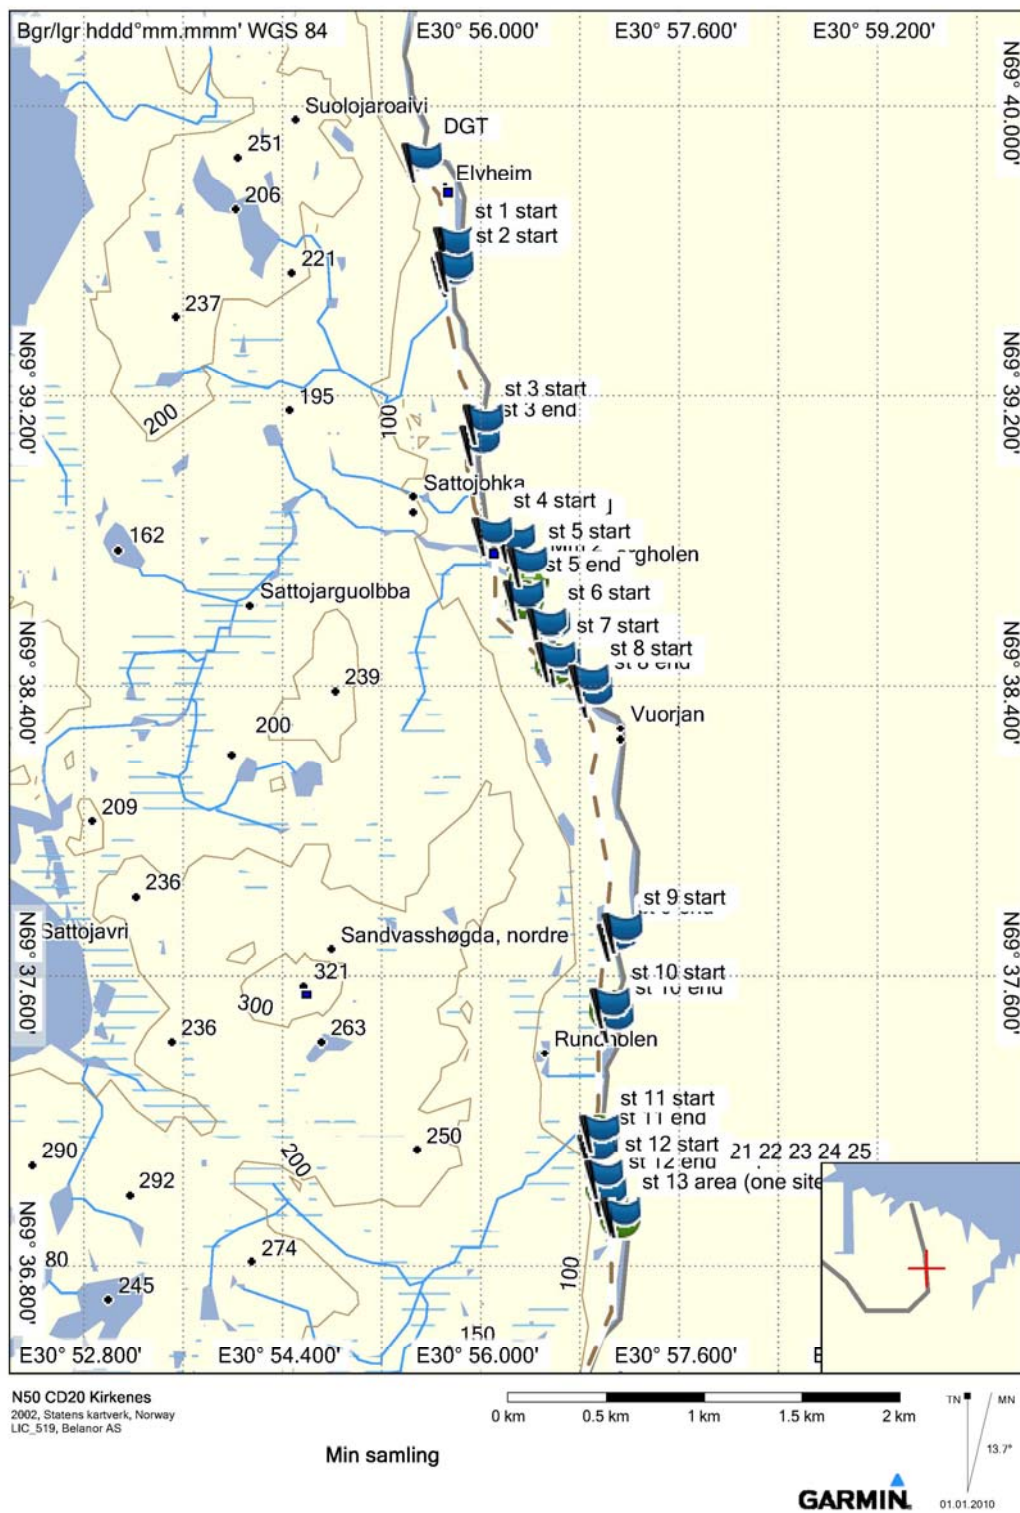 Bgr/lgr hddd°mm.mmm' WGS 84
E30° 56.000'
E30° 57.600'
E30° 59.200'
N69° 40.000'
Suolojaroaivi
DGT
251
Elvheim
206
st 1 start
st 2 start
221
237
N69° 39.200'
N69° 39.200'
195
st 3 start
st 3 end
200
100
Sattojohka
st 4 start
162
st 5 start
st 5 end
Sattojarguolbba
st 6 start
st 7 start
st 8 start
239
N69° 38.400'
N69° 38.400'
200
Vuorjan
209
236
st 9 start
Sattojavri
Sandvasshøgda, nordre
N69° 37.600'
N69° 37.600'
321
st 10 start
st 10 end
300
236
263
st 11 start
st 11 end
290
250
st 12 start
21 22 23 24 25
st 12 end
200
292
st 13 area (one site
N69° 36.800'
80
274
100
245
150
E30° 52.800'
E30° 54.400'
E30° 56.000'
E30° 57.600'
N50 CD20 Kirkenes
2002, Statens kartverk, Norway
LIC_519, Belanor AS
0 km
0.5 km
1 km
1.5 km
2 km
TN
MN
13.7°
Min samling
GARMIN.
01.01.2010